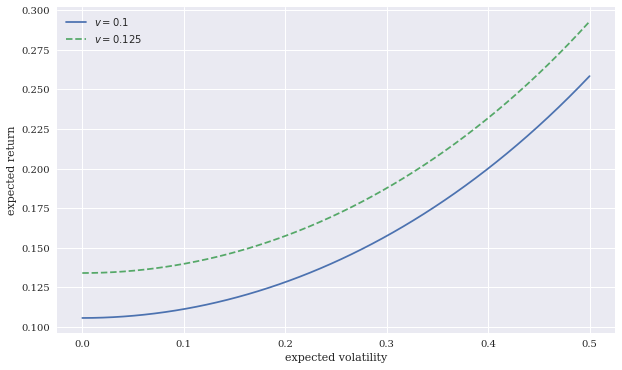 0.300
0.275
0.250
0.225
0.200
0.175
0.150
0.125
0.100
expected return
v = 0.1
v = 0.125
0.0 0.1 0.2 0.3 0.4 0.5
expected volatility